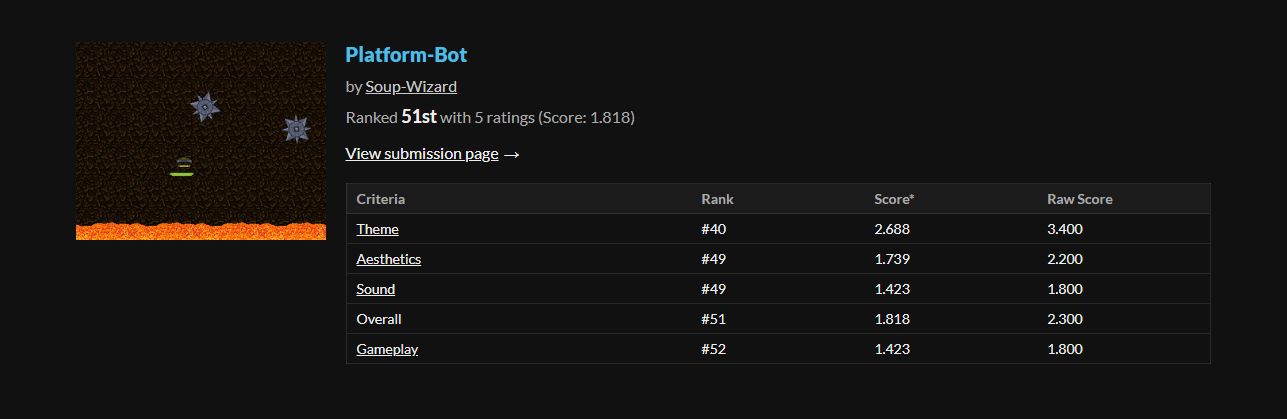 Platform-Bot
by Soup-Wizard
Ranked 51st with 5 ratings (Score: 1.818)
View submission page →
Criteria Rank Score* Raw Score
Theme #40 2.688 3.400
Aesthetics #49 1.739 2.200
Sound #49 1.423 1.800
Overall #51 1.818 2.300
Gameplay #52 1.423 1.800